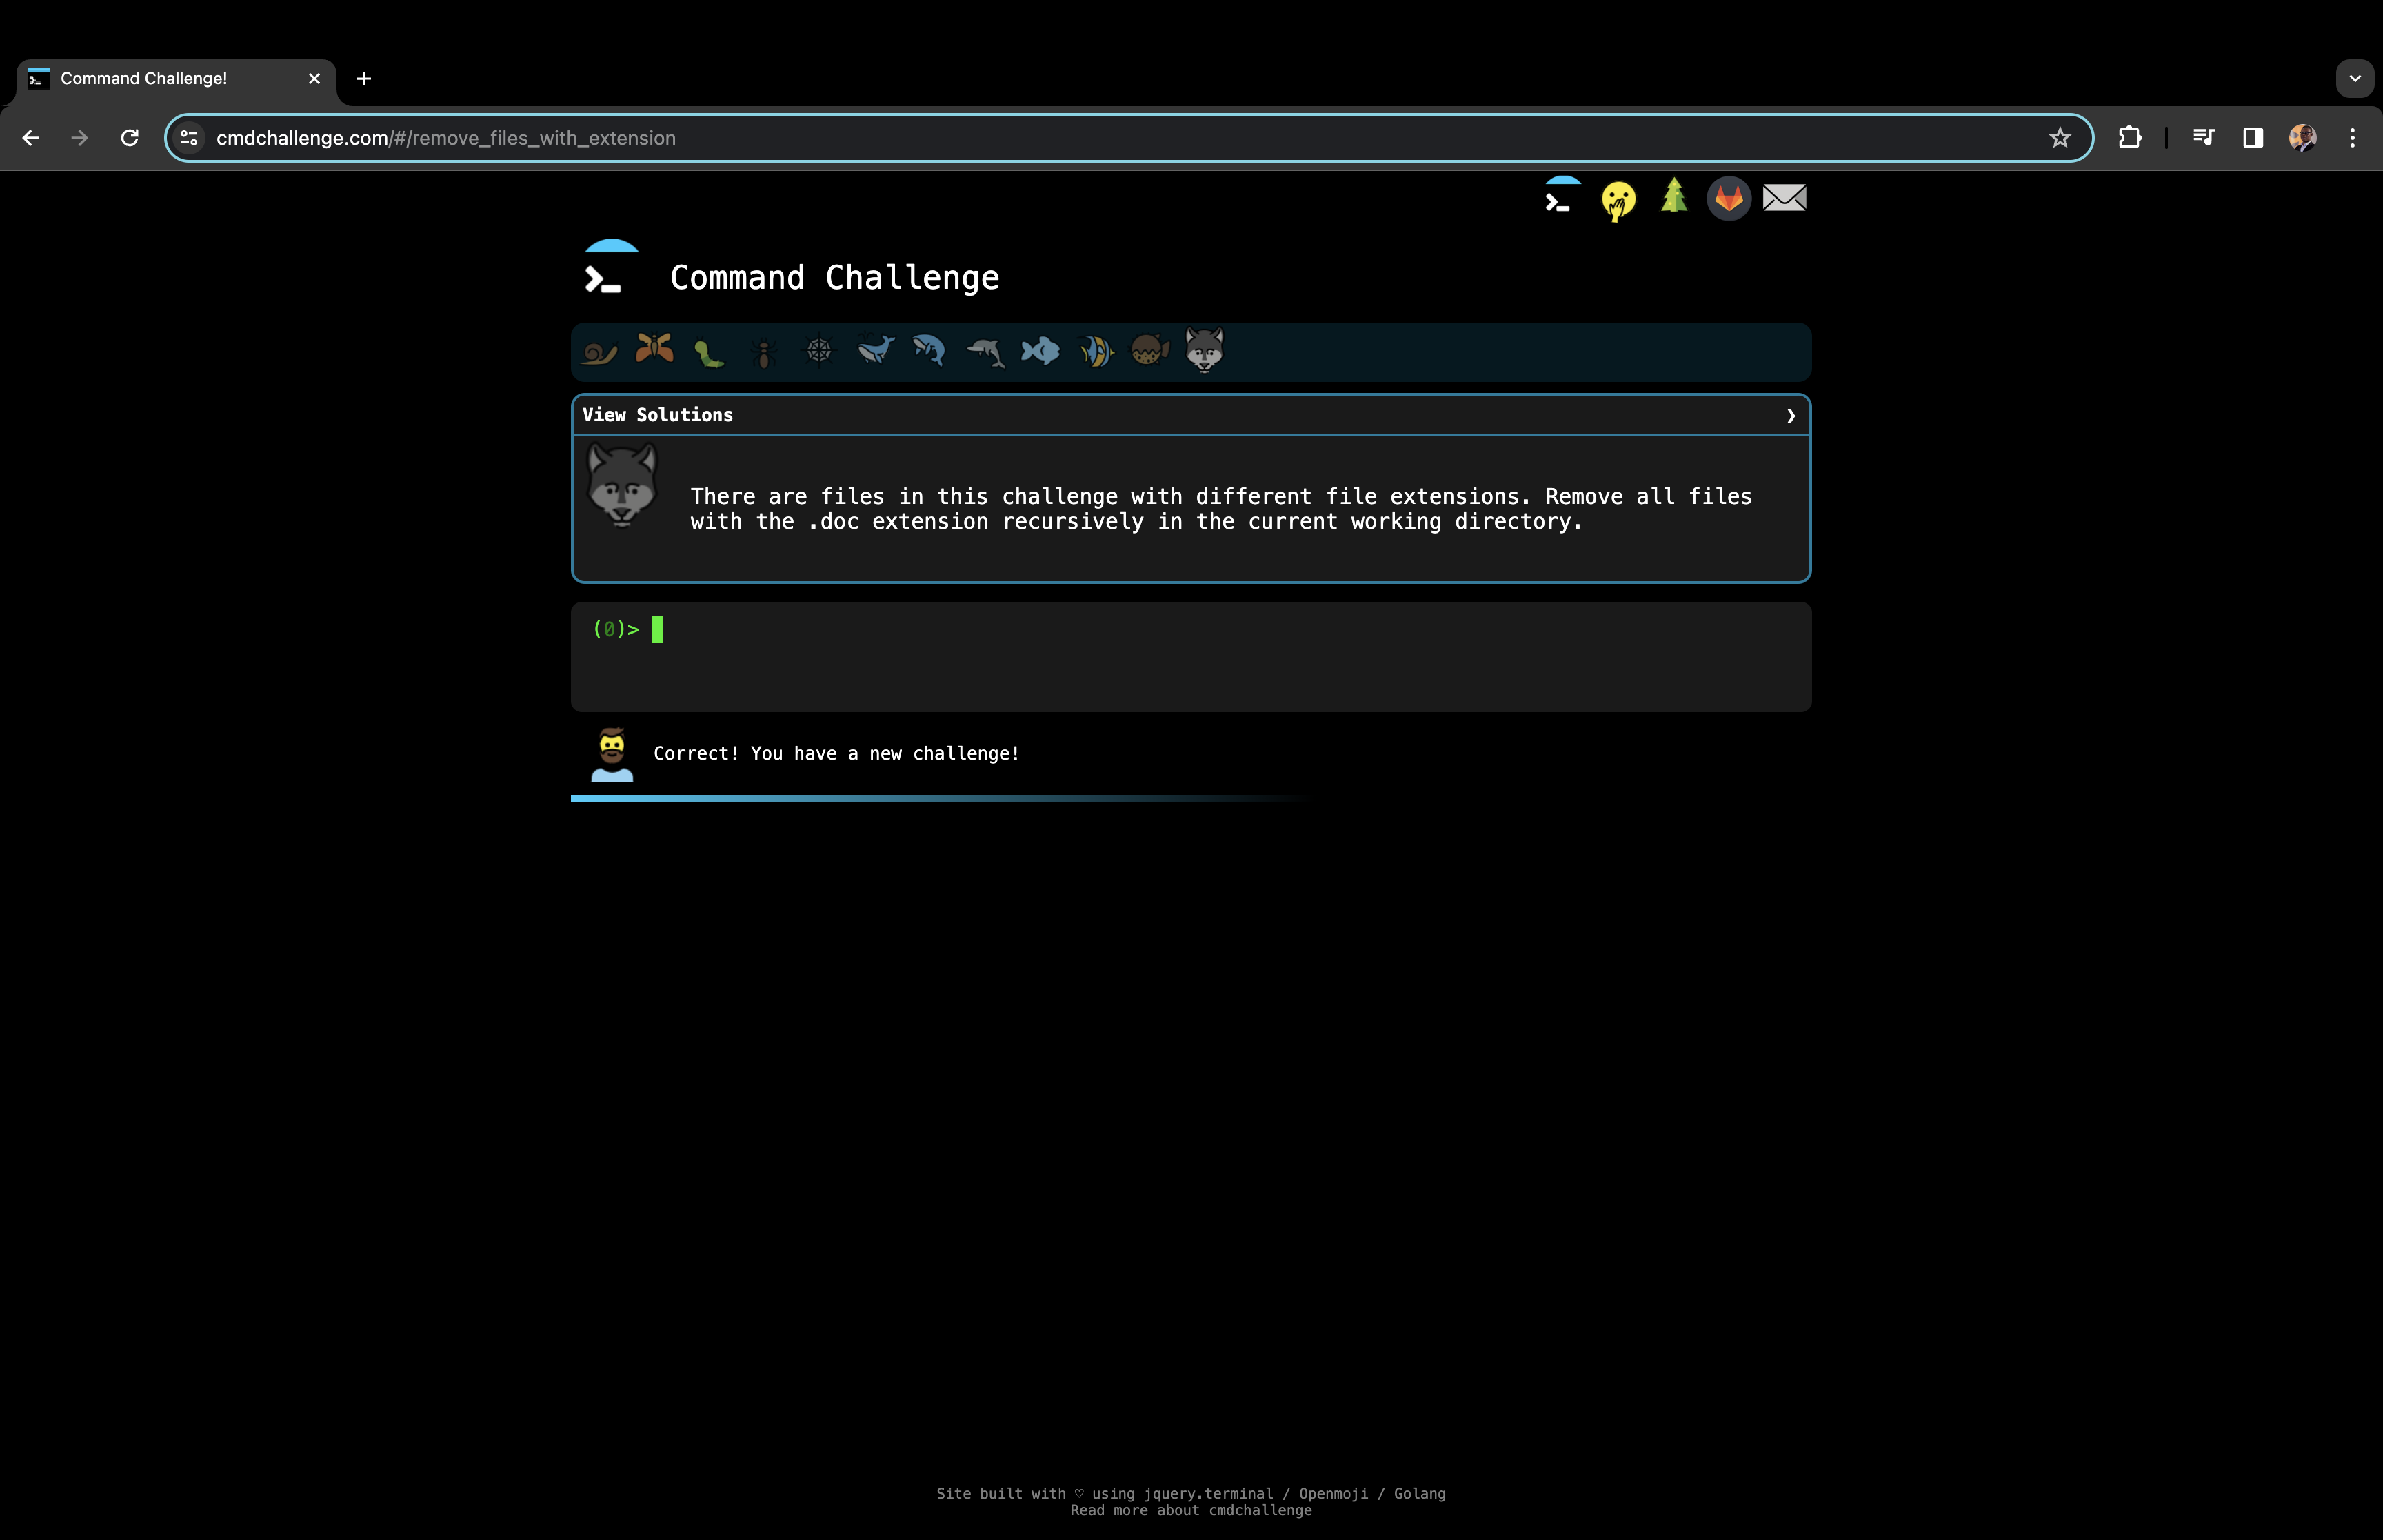 Command Challenge!
cmdchallenge.com/#/remove_files_with_extension
Command Challenge
View Solutions
There are files in this challenge with different file extensions. Remove all files
with the .doc extension recursively in the current working directory.
(0)>
Correct! You have a new challenge!
Site built with ♡ using jquery.terminal / Openmoji / Golang
Read more about cmdchallenge